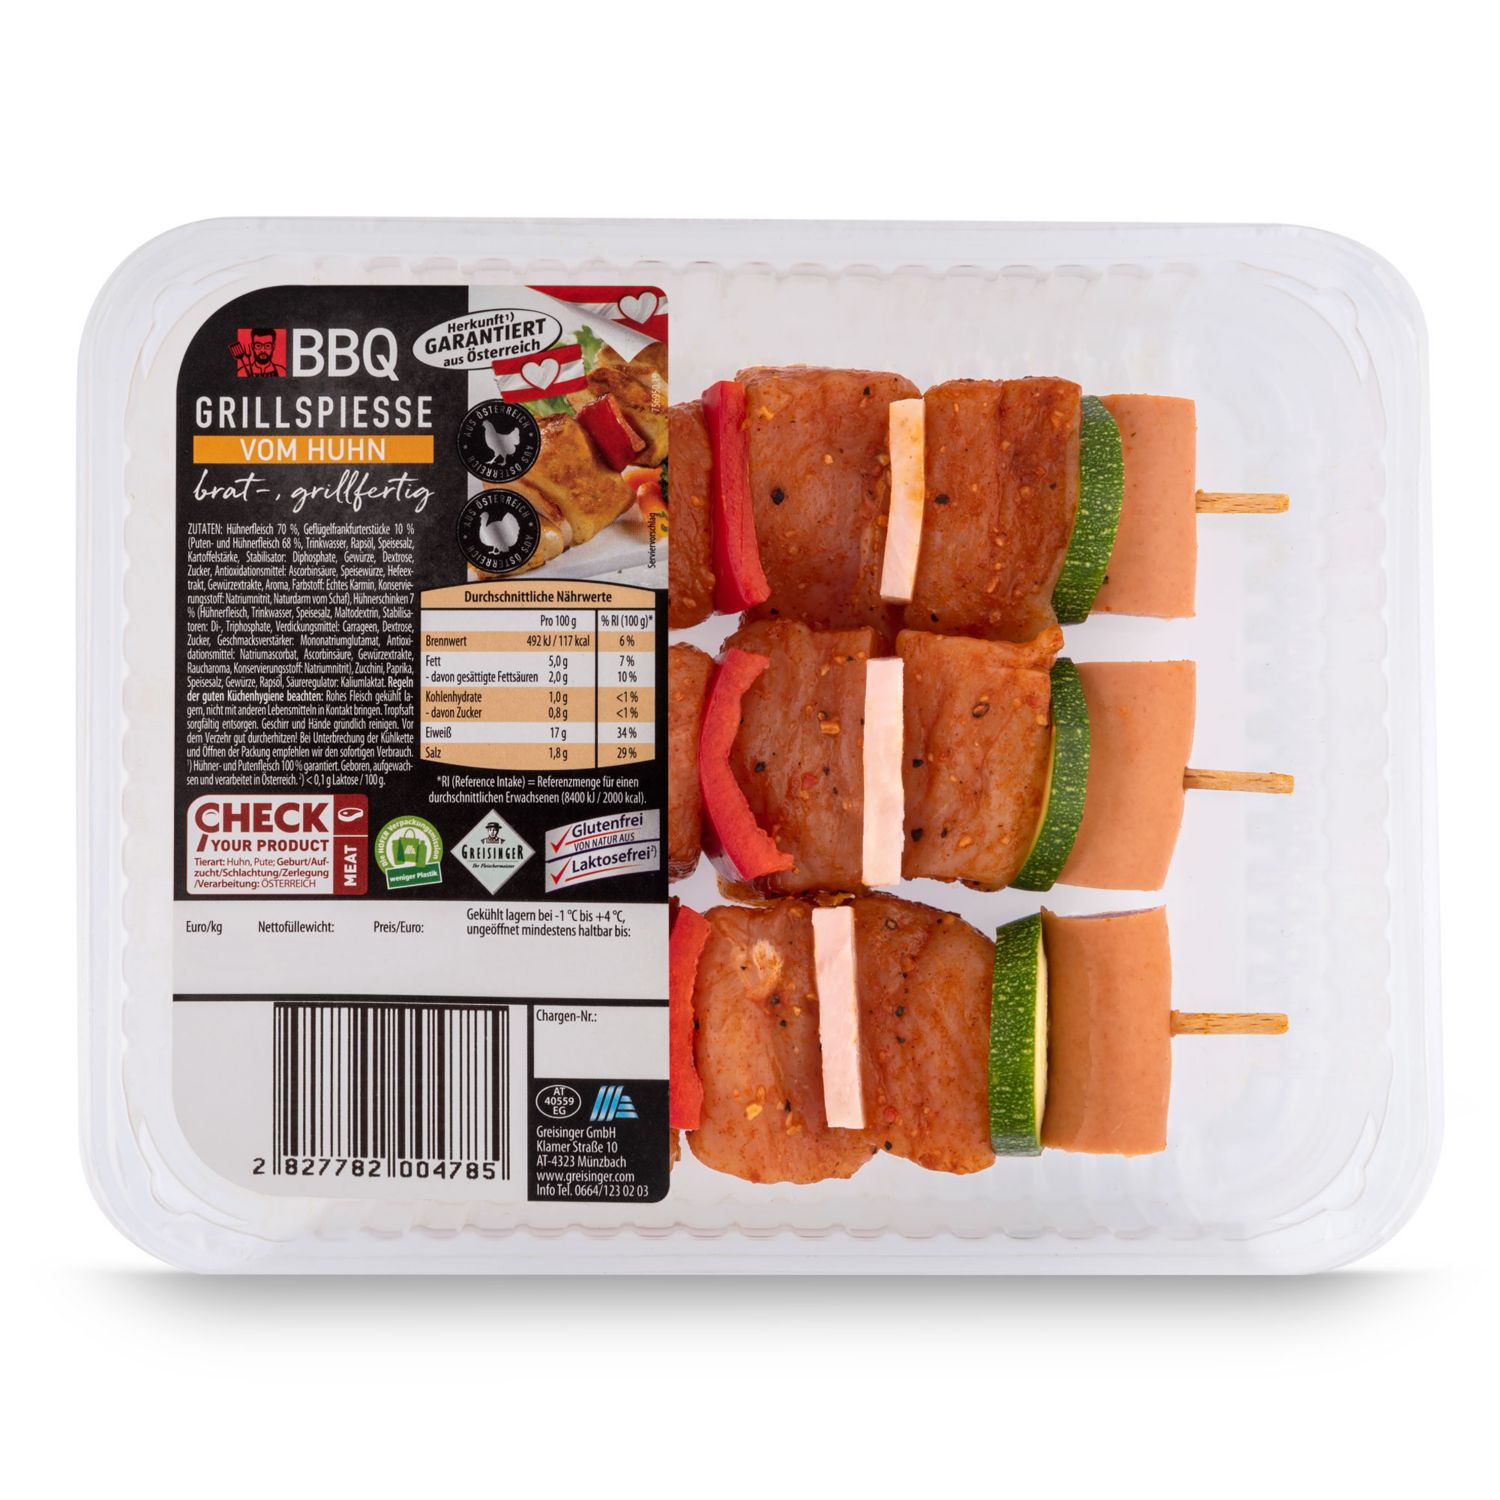 BBQ
GRILLSPIESSE
VOM HUHN
brat-, grillfertig
Herkunft¹)
GARANTIERT
aus Österreich
AUS ÖSTERREICH · AUS ÖSTERREICH
AUS ÖSTERREICH · AUS ÖSTERREICH
Serviervorschlag
ZUTATEN: Hühnerfleisch 70 %, Geflügelfrankfurterstücke 10 %
(Puten- und Hühnerfleisch 68 %, Trinkwasser, Rapsöl, Speisesalz,
Kartoffelstärke, Stabilisator: Diphosphate, Gewürze, Dextrose,
Zucker, Antioxidationsmittel: Ascorbinsäure, Speisewürze, Hefeex-
trakt, Gewürzextrakte, Aroma, Farbstoff: Echtes Karmin, Konservie-
rungsstoff: Natriumnitrit, Naturdarm vom Schaf), Hühnerschinken 7
% (Hühnerfleisch, Trinkwasser, Speisesalz, Maltodextrin, Stabilisa-
toren: Di-, Triphosphate, Verdickungsmittel: Carrageen, Dextrose,
Zucker, Geschmacksverstärker: Mononatriumglutamat, Antioxi-
dationsmittel: Natriumascorbat, Ascorbinsäure, Gewürzextrakte,
Raucharoma, Konservierungsstoff: Natriumnitrit), Zucchini, Paprika,
Speisesalz, Gewürze, Rapsöl, Säureregulator: Kaliumlaktat. Regeln
der guten Küchenhygiene beachten: Rohes Fleisch gekühlt la-
gern, nicht mit anderen Lebensmitteln in Kontakt bringen. Tropfsaft
sorgfältig entsorgen. Geschirr und Hände gründlich reinigen. Vor
dem Verzehr gut durcherhitzen! Bei Unterbrechung der Kühlkette
und Öffnen der Packung empfehlen wir den sofortigen Verbrauch.
¹) Hühner- und Putenfleisch 100 % garantiert. Geboren, aufgewach-
sen und verarbeitet in Österreich. ²) < 0,1 g Laktose / 100 g.
Durchschnittliche Nährwerte
Pro 100 g % RI (100 g)*
Brennwert 492 kJ / 117 kcal 6 %
Fett 5,0 g 7 %
- davon gesättigte Fettsäuren 2,0 g 10 %
Kohlenhydrate 1,0 g <1 %
- davon Zucker 0,8 g <1 %
Eiweiß 17 g 34 %
Salz 1,8 g 29 %
*RI (Reference Intake) = Referenzmenge für einen
durchschnittlichen Erwachsenen (8400 kJ / 2000 kcal).
CHECK
YOUR PRODUCT
Tierart: Huhn, Pute; Geburt/Auf-
zucht/Schlachtung/Zerlegung
/Verarbeitung: ÖSTERREICH
MEAT
Die HOFER Verpackungsmission
weniger Plastik
GREISINGER
Ihr Fleischermeister
Glutenfrei
VON NATUR AUS
Laktosefrei²)
Euro/kg Nettofüllewicht: Preis/Euro:
Gekühlt lagern bei -1 °C bis +4 °C,
ungeöffnet mindestens haltbar bis:
2 827782 004785
Chargen-Nr.:
AT
40559
EG
Greisinger GmbH
Klamer Straße 10
AT-4323 Münzbach
www.greisinger.com
Info Tel. 0664/123 02 03